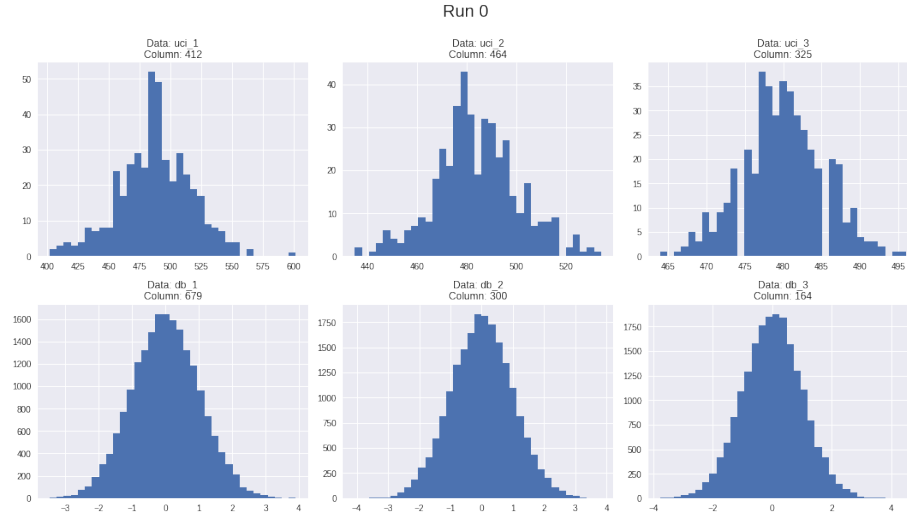 Run 0
Data: uci_1
Column: 412
Data: uci_2
Column: 464
Data: uci_3
Column: 325
50
40
30
20
10
0
400 425 450 475 500 525 550 575 600
40
30
20
10
0
440 460 480 500 520
35
30
25
20
15
10
5
0
465 470 475 480 485 490 495
Data: db_1
Column: 679
Data: db_2
Column: 300
Data: db_3
Column: 164
1600
1400
1200
1000
800
600
400
200
0
−3 −2 −1 0 1 2 3 4
1750
1500
1250
1000
750
500
250
0
−4 −3 −2 −1 0 1 2 3 4
1750
1500
1250
1000
750
500
250
0
−4 −2 0 2 4